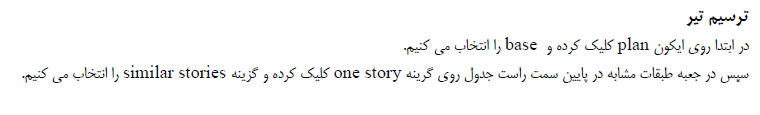 ترسیم تیر
در ابتدا روی ایکون plan کلیک کرده و base را انتخاب می کنیم.
سپس در جعبه طبقات مشابه در پایین سمت راست جدول روی گرینه one story کلیک کرده و گزینه similar stories را انتخاب می کنیم.